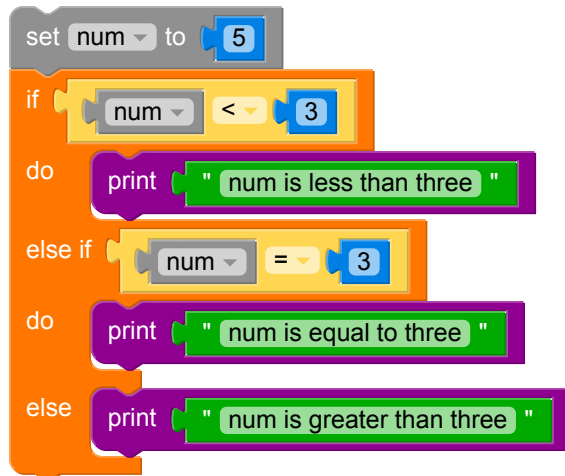 set num to 5
if num < 3
do print " num is less than three "
else if num = 3
do print " num is equal to three "
else print " num is greater than three "